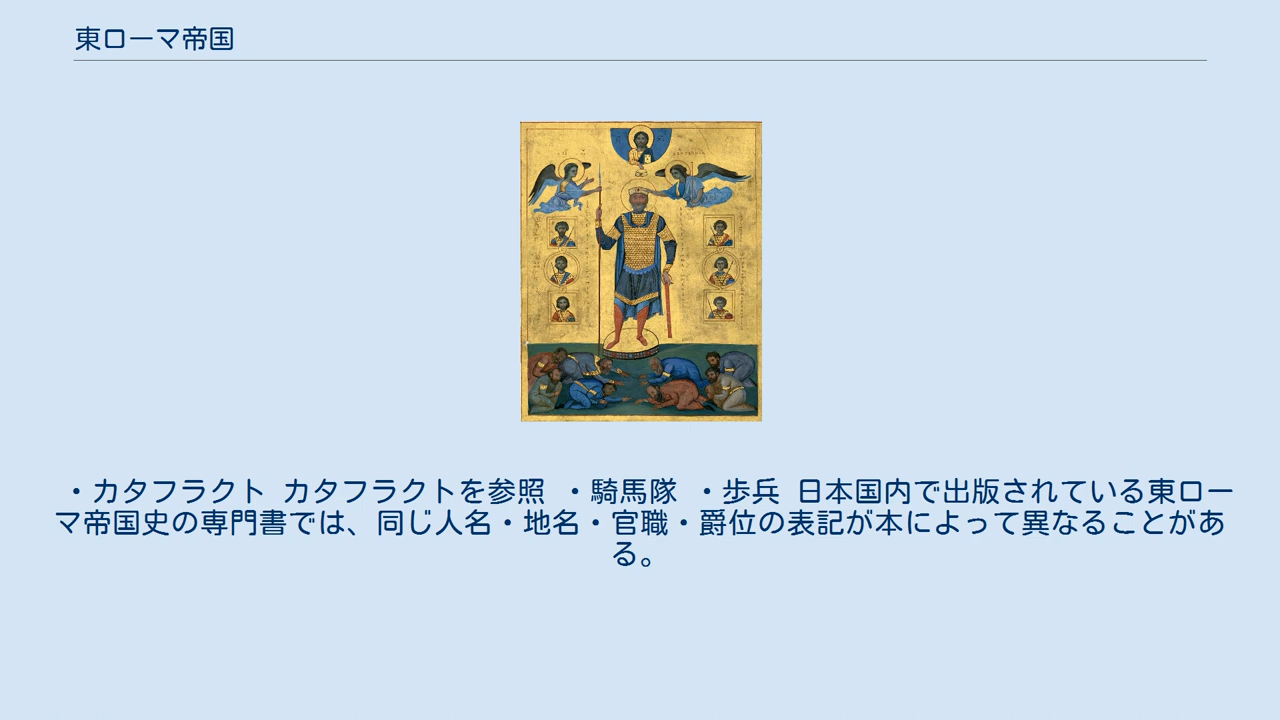 東ローマ帝国
・カタフラクト カタフラクトを参照 ・騎馬隊 ・歩兵 日本国内で出版されている東ロー
マ帝国史の専門書では、同じ人名・地名・官職・爵位の表記が本によって異なることがあ
る。